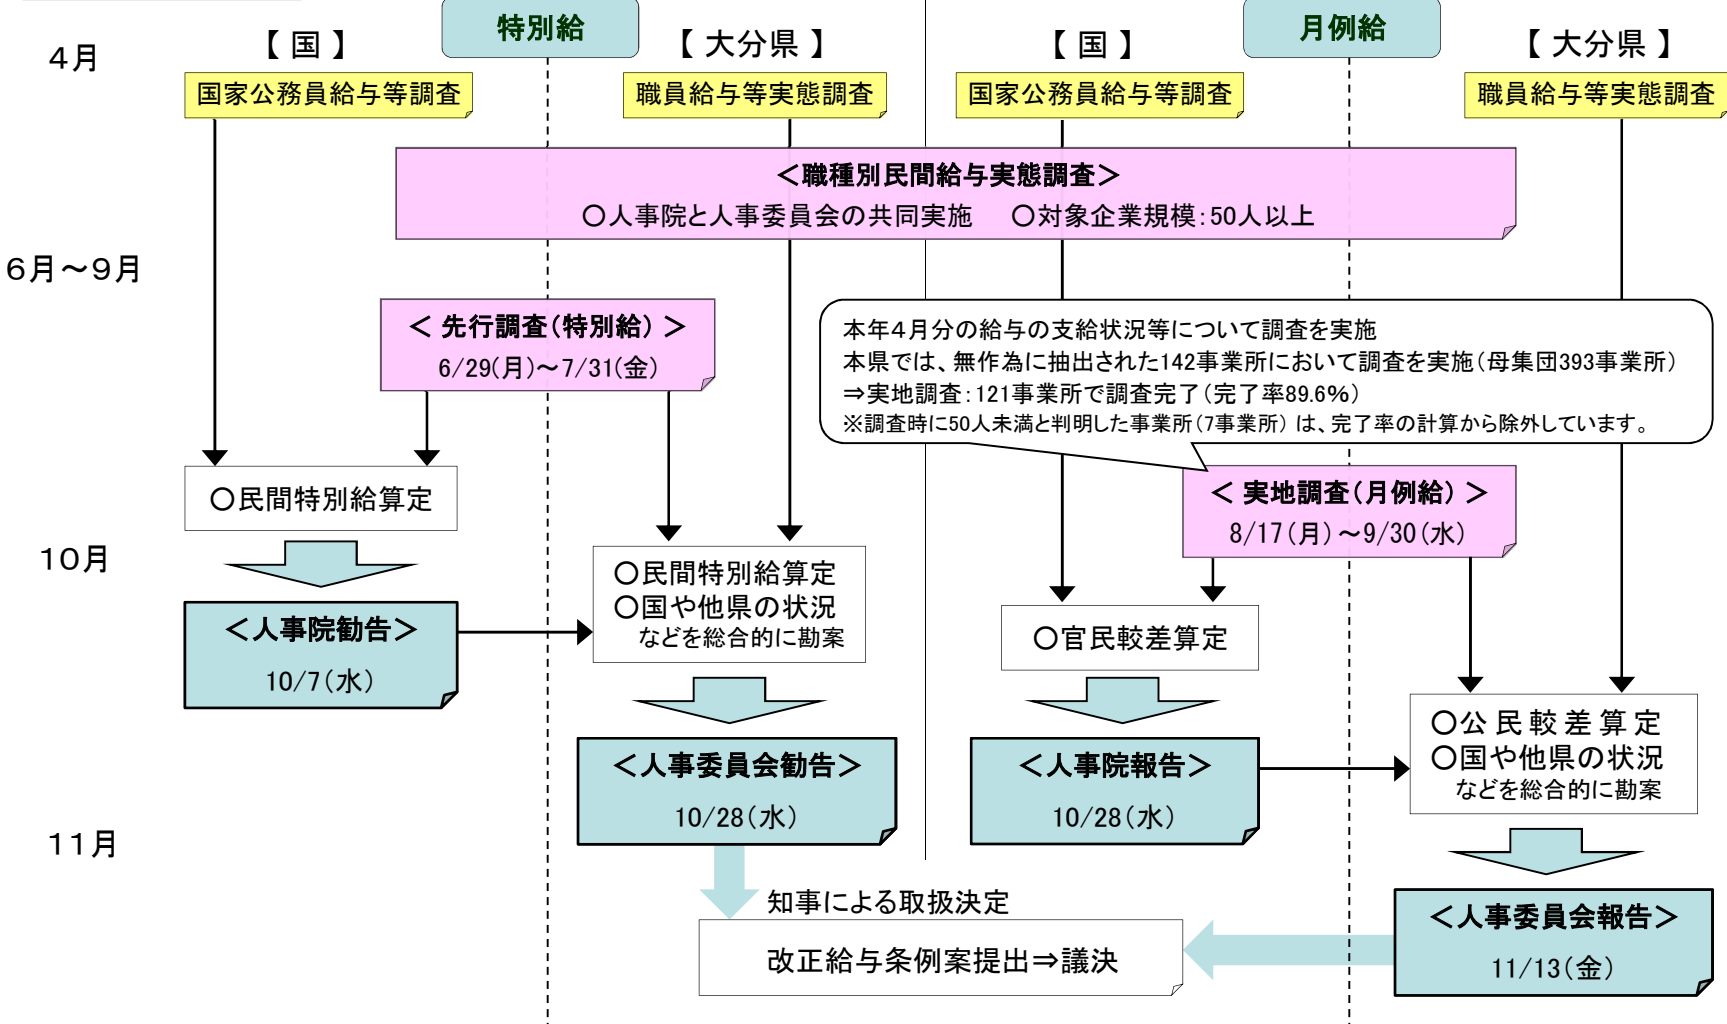 特別給
月例給
【 国 】
【 大分県 】
【 国 】
【 大分県 】
4月
国家公務員給与等調査
職員給与等実態調査
国家公務員給与等調査
職員給与等実態調査
＜職種別民間給与実態調査＞
○人事院と人事委員会の共同実施　○対象企業規模：50人以上
6月～9月
＜ 先行調査（特別給） ＞
6/29(月)～7/31(金)
本年4月分の給与の支給状況等について調査を実施
本県では、無作為に抽出された142事業所において調査を実施（母集団393事業所）
⇒実地調査：121事業所で調査完了（完了率89.6%）
※調査時に50人未満と判明した事業所（7事業所）は、完了率の計算から除外しています。
○民間特別給算定
＜ 実地調査（月例給） ＞
8/17（月）～9/30（水）
10月
○民間特別給算定
○国や他県の状況
などを総合的に勘案
＜人事院勧告＞
10/7（水）
○官民較差算定
○公民較差算定
○国や他県の状況
などを総合的に勘案
＜人事委員会勧告＞
10/28（水）
＜人事院報告＞
10/28（水）
11月
知事による取扱決定
改正給与条例案提出⇒議決
＜人事委員会報告＞
11/13（金）